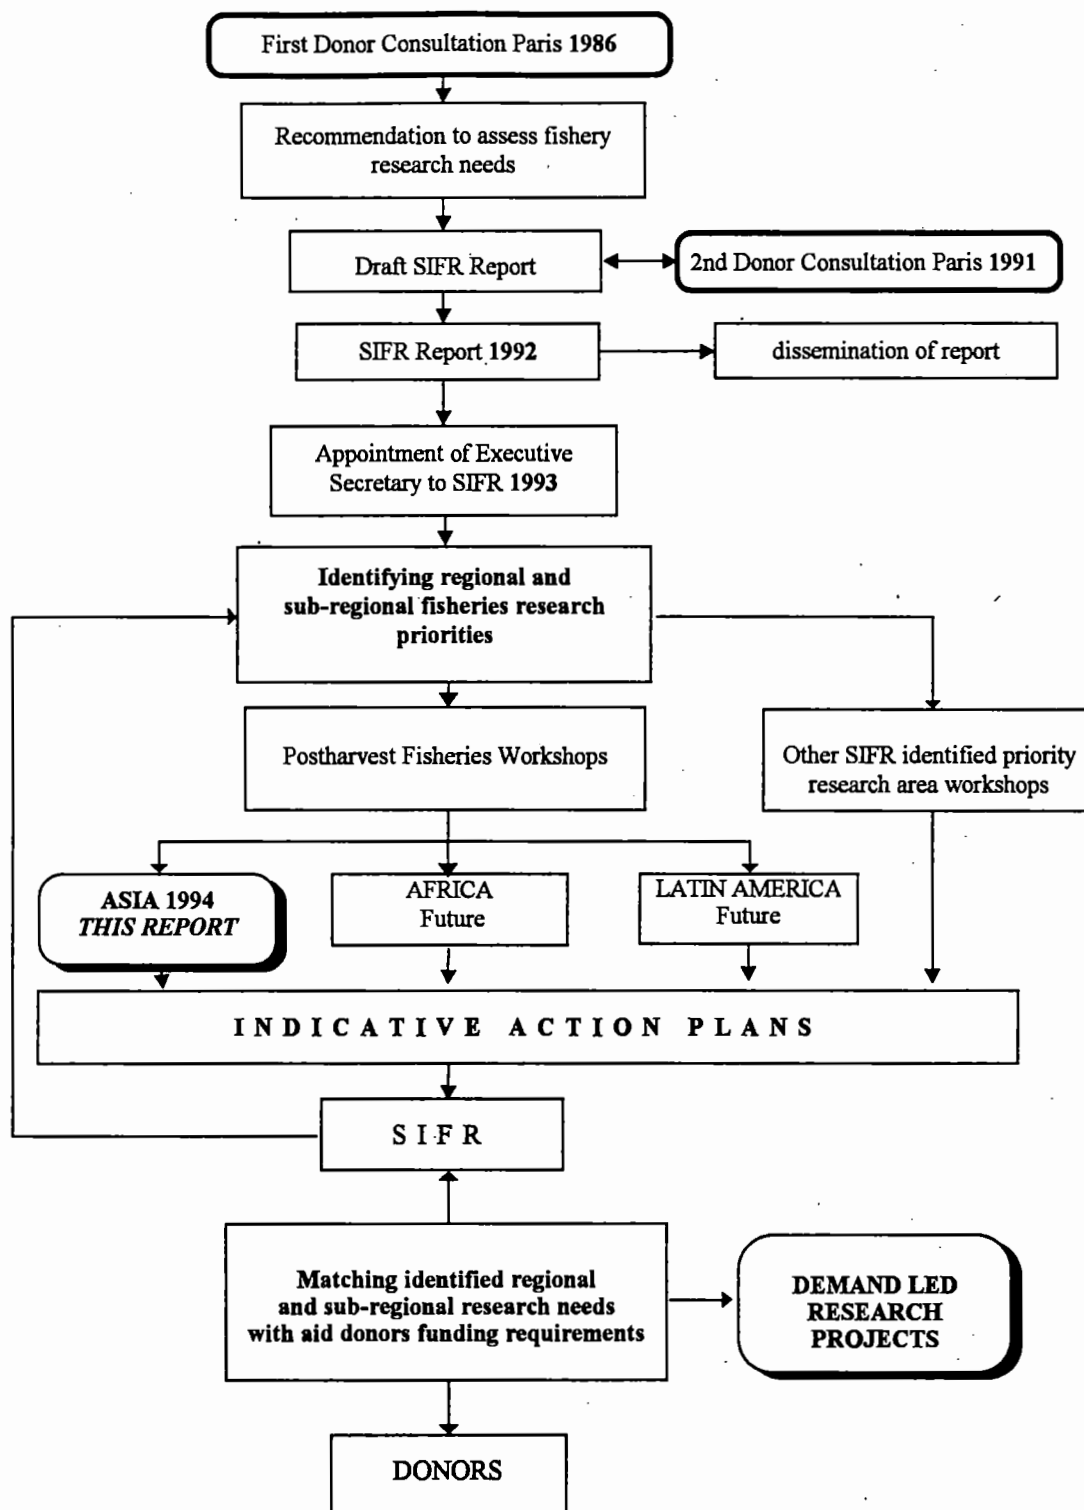 First Donor Consultation Paris 1986
Recommendation to assess fishery
research needs
Draft SIFR Report
2nd Donor Consultation Paris 1991
SIFR Report 1992
dissemination of report
Appointment of Executive
Secretary to SIFR 1993
Identifying regional and
sub-regional fisheries research
priorities
Postharvest Fisheries Workshops
Other SIFR identified priority
research area workshops
ASIA 1994
THIS REPORT
AFRICA
Future
LATIN AMERICA
Future
INDICATIVE ACTION PLANS
SIFR
Matching identified regional
and sub-regional research needs
with aid donors funding requirements
DEMAND LED
RESEARCH
PROJECTS
DONORS